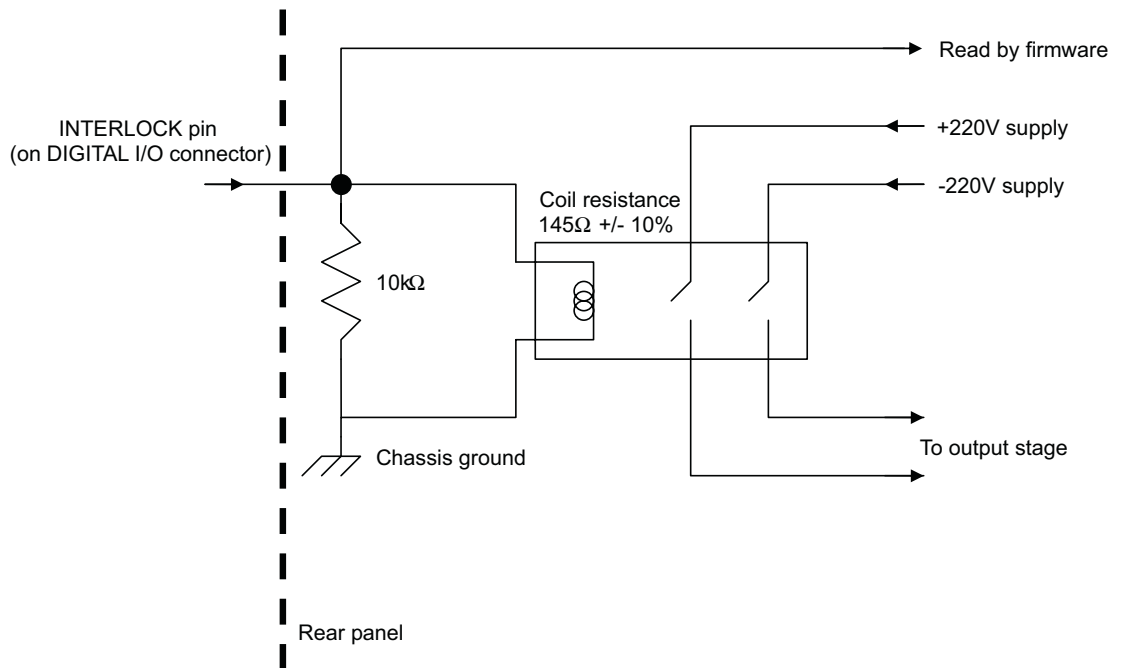 Read by firmware
INTERLOCK pin
(on DIGITAL I/O connector)
+220V supply
-220V supply
Coil resistance
145Ω +/- 10%
10kΩ
To output stage
Chassis ground
Rear panel